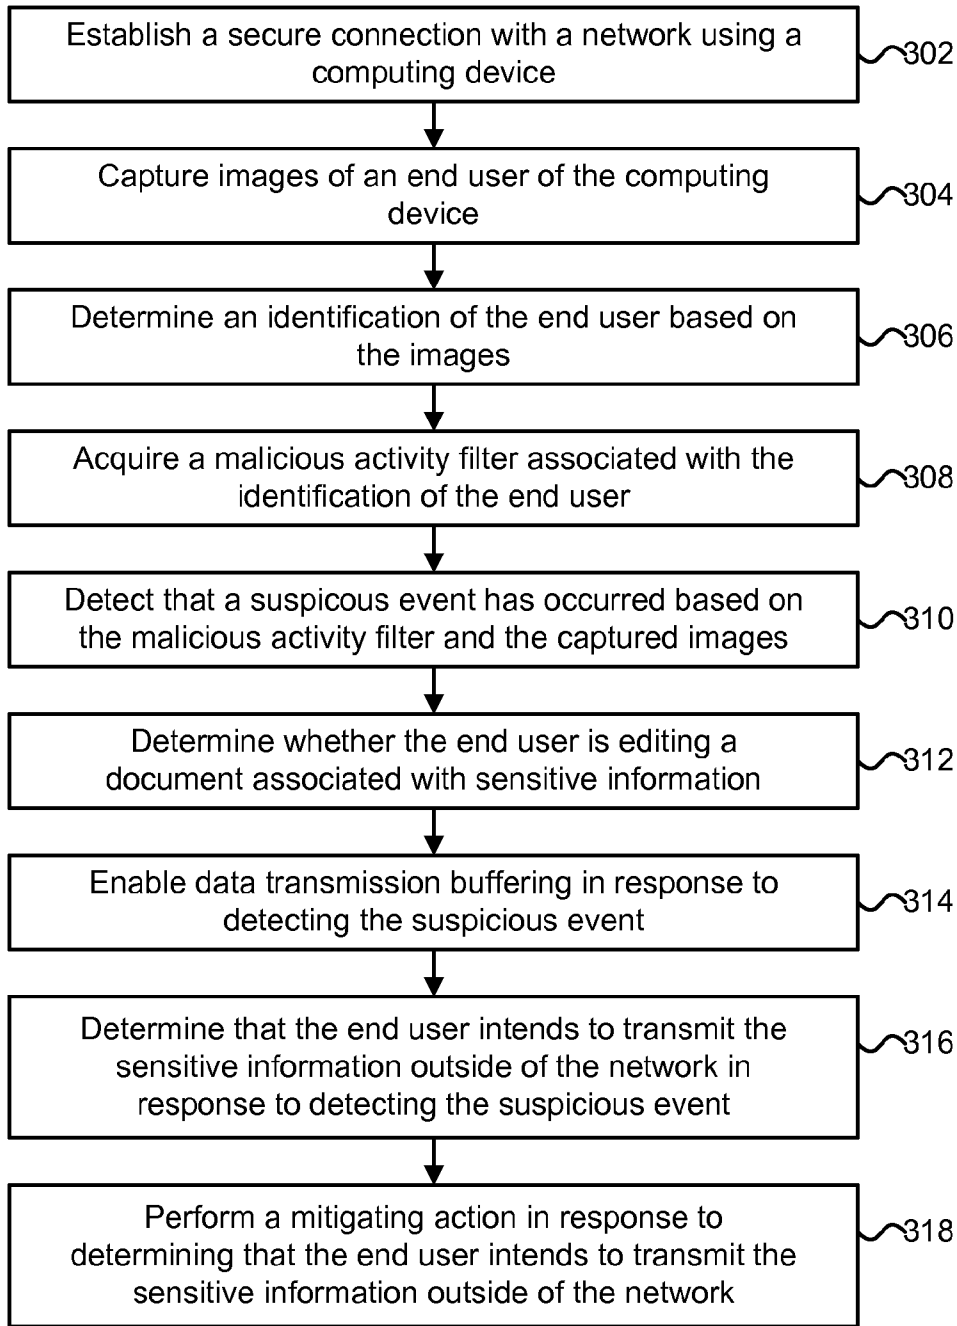 Establish a secure connection with a network using a
computing device
302
Capture images of an end user of the computing
device
304
Determine an identification of the end user based on
the images
306
Acquire a malicious activity filter associated with the
identification of the end user
308
Detect that a suspicous event has occurred based on
the malicious activity filter and the captured images
310
Determine whether the end user is editing a
document associated with sensitive information
312
Enable data transmission buffering in response to
detecting the suspicious event
314
Determine that the end user intends to transmit the
sensitive information outside of the network in
response to detecting the suspicious event
316
Perform a mitigating action in response to
determining that the end user intends to transmit the
sensitive information outside of the network
318